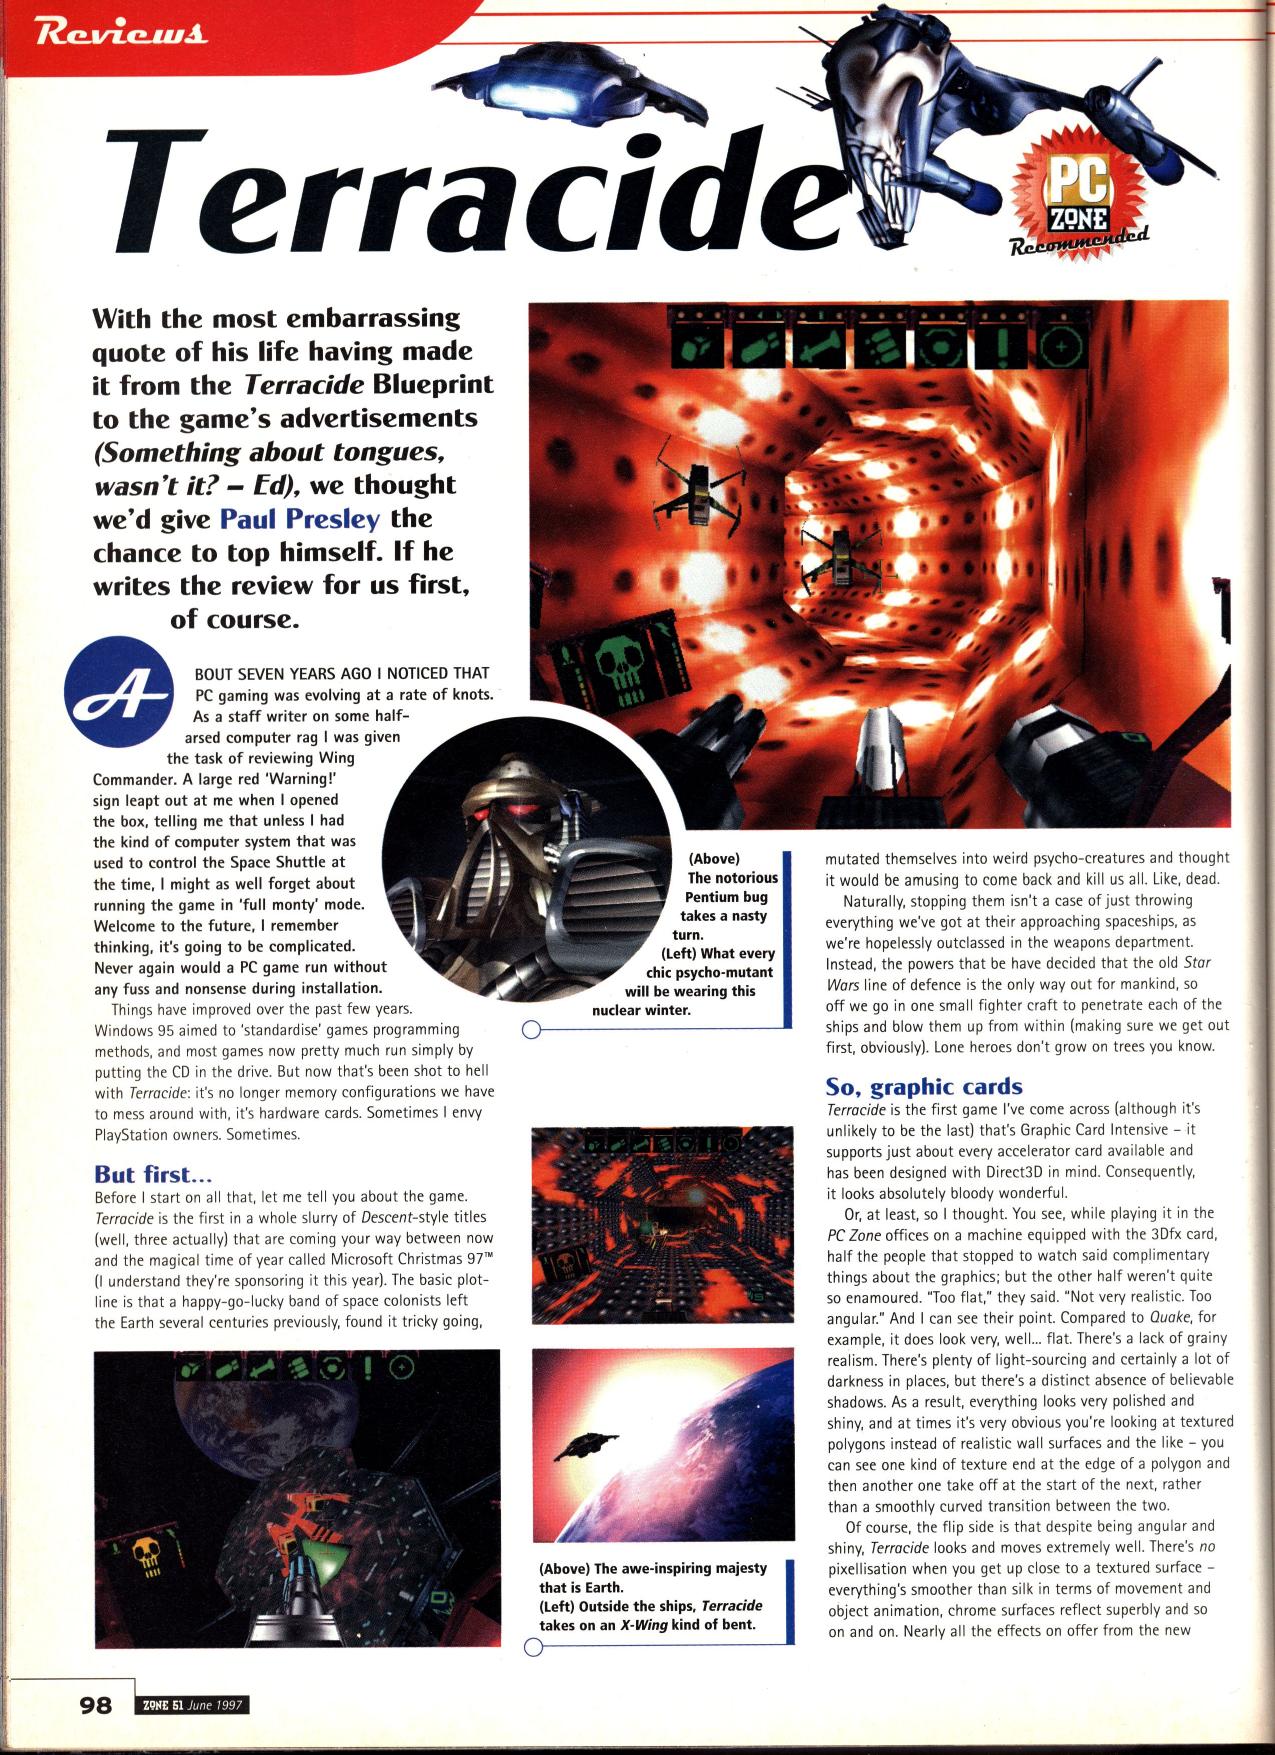 Reviews
Terracide
PC
ZONE
Recommended
With the most embarrassing
quote of his life having made
it from the Terracide Blueprint
to the game's advertisements
(Something about tongues,
wasn't it? – Ed), we thought
we'd give Paul Presley the
chance to top himself. If he
writes the review for us first,
of course.
A
BOUT SEVEN YEARS AGO I NOTICED THAT
PC gaming was evolving at a rate of knots.
As a staff writer on some half-
arsed computer rag I was given
the task of reviewing Wing
Commander. A large red 'Warning!'
sign leapt out at me when I opened
the box, telling me that unless I had
the kind of computer system that was
used to control the Space Shuttle at
the time, I might as well forget about
running the game in 'full monty' mode.
Welcome to the future, I remember
thinking, it's going to be complicated.
Never again would a PC game run without
any fuss and nonsense during installation.
Things have improved over the past few years.
Windows 95 aimed to 'standardise' games programming
methods, and most games now pretty much run simply by
putting the CD in the drive. But now that's been shot to hell
with Terracide: it's no longer memory configurations we have
to mess around with, it's hardware cards. Sometimes I envy
PlayStation owners. Sometimes.
But first...
Before I start on all that, let me tell you about the game.
Terracide is the first in a whole slurry of Descent-style titles
(well, three actually) that are coming your way between now
and the magical time of year called Microsoft Christmas 97™
(I understand they're sponsoring it this year). The basic plot-
line is that a happy-go-lucky band of space colonists left
the Earth several centuries previously, found it tricky going,
(Above)
The notorious
Pentium bug
takes a nasty
turn.
(Left) What every
chic psycho-mutant
will be wearing this
nuclear winter.
(Above) The awe-inspiring majesty
that is Earth.
(Left) Outside the ships, Terracide
takes on an X-Wing kind of bent.
mutated themselves into weird psycho-creatures and thought
it would be amusing to come back and kill us all. Like, dead.
Naturally, stopping them isn't a case of just throwing
everything we've got at their approaching spaceships, as
we're hopelessly outclassed in the weapons department.
Instead, the powers that be have decided that the old Star
Wars line of defence is the only way out for mankind, so
off we go in one small fighter craft to penetrate each of the
ships and blow them up from within (making sure we get out
first, obviously). Lone heroes don't grow on trees you know.
So, graphic cards
Terracide is the first game I've come across (although it's
unlikely to be the last) that's Graphic Card Intensive – it
supports just about every accelerator card available and
has been designed with Direct3D in mind. Consequently,
it looks absolutely bloody wonderful.
Or, at least, so I thought. You see, while playing it in the
PC Zone offices on a machine equipped with the 3Dfx card,
half the people that stopped to watch said complimentary
things about the graphics; but the other half weren't quite
so enamoured. "Too flat," they said. "Not very realistic. Too
angular." And I can see their point. Compared to Quake, for
example, it does look very, well... flat. There's a lack of grainy
realism. There's plenty of light-sourcing and certainly a lot of
darkness in places, but there's a distinct absence of believable
shadows. As a result, everything looks very polished and
shiny, and at times it's very obvious you're looking at textured
polygons instead of realistic wall surfaces and the like – you
can see one kind of texture end at the edge of a polygon and
then another one take off at the start of the next, rather
than a smoothly curved transition between the two.
Of course, the flip side is that despite being angular and
shiny, Terracide looks and moves extremely well. There's no
pixellisation when you get up close to a textured surface –
everything's smoother than silk in terms of movement and
object animation, chrome surfaces reflect superbly and so
on and on. Nearly all the effects on offer from the new
98
ZONE 51 June 1997